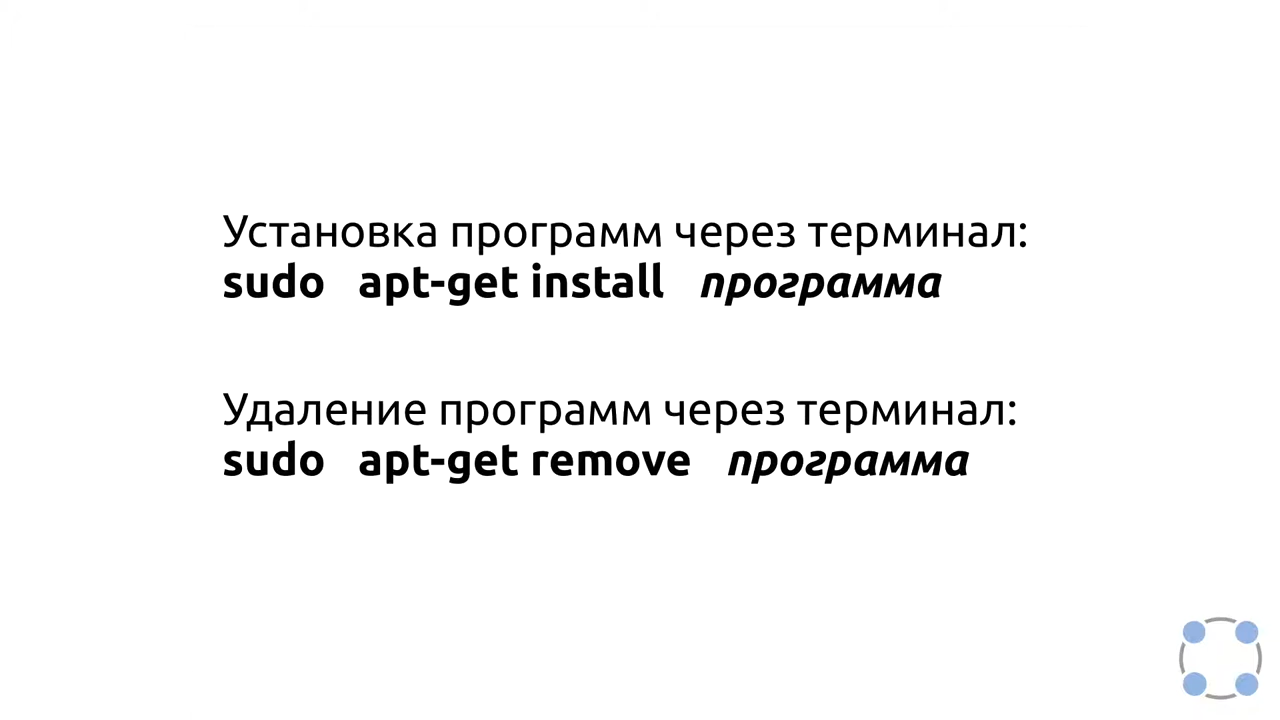 Установка программ через терминал:
sudo apt-get install программа
Удаление программ через терминал:
sudo apt-get remove программа